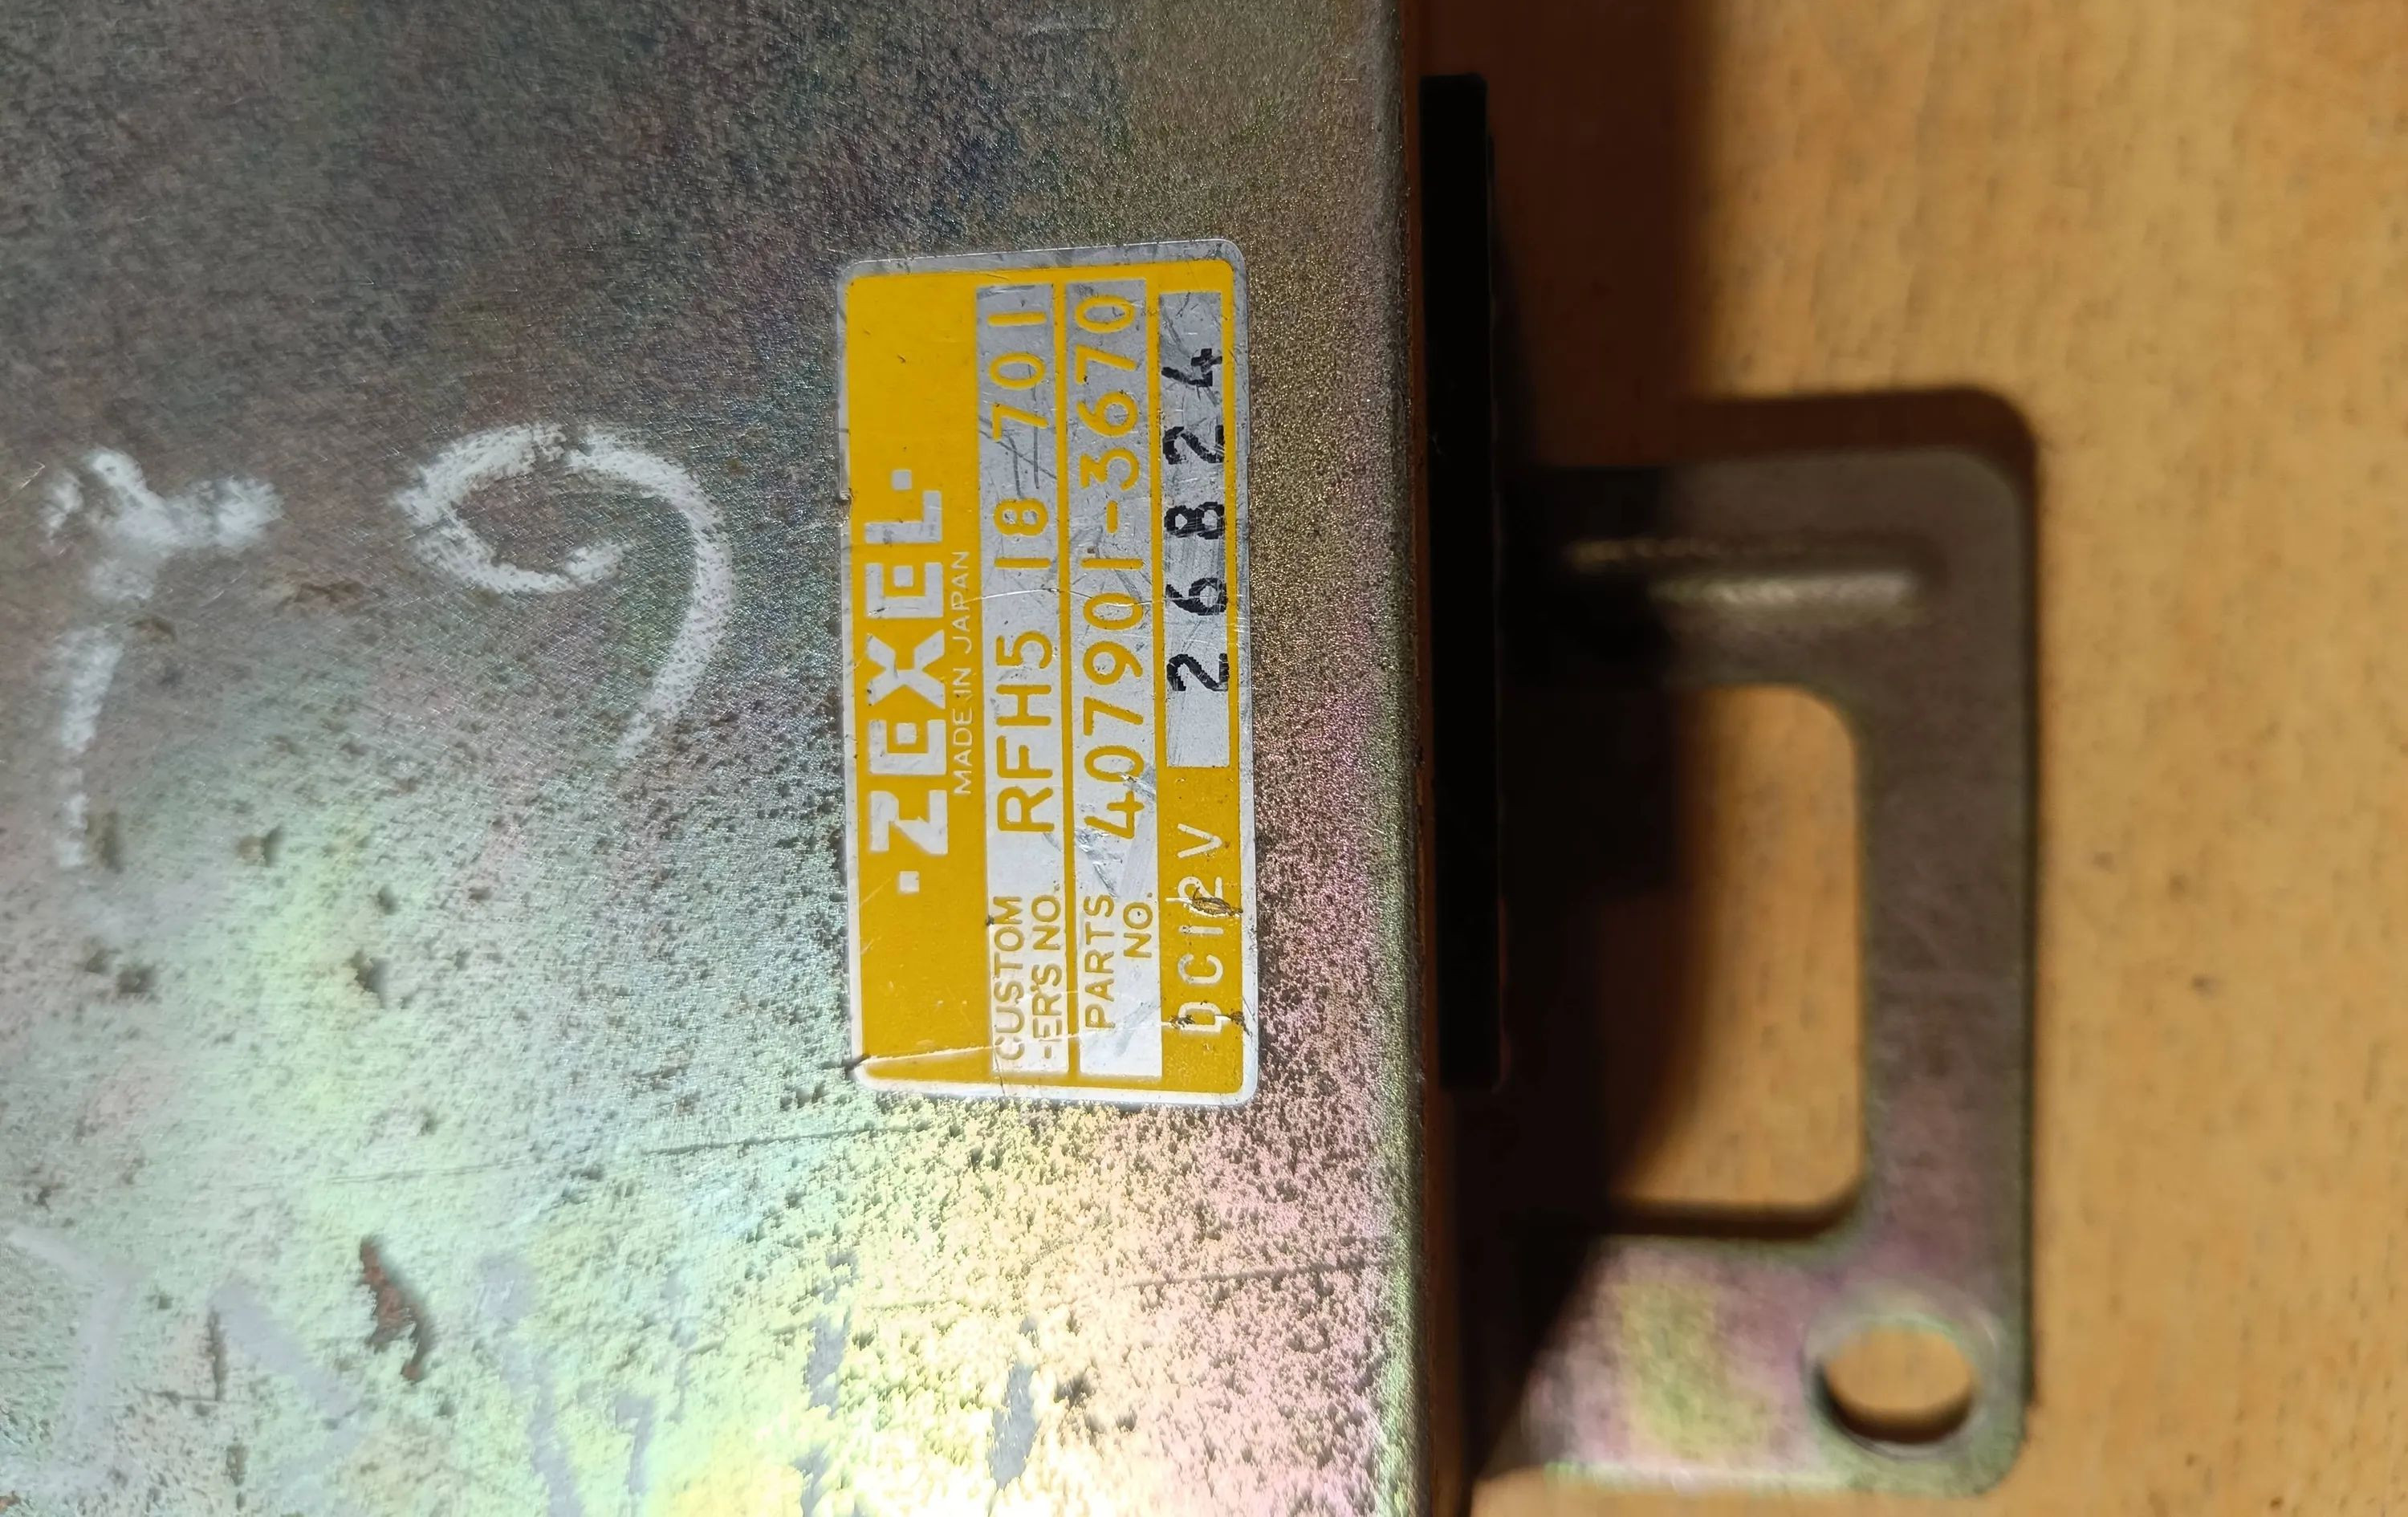 ZEXEL
MADE IN JAPAN
CUSTOM
-ER'S NO. RFH5 18 701
PARTS
NO. 407901-3670
DC12V 26824